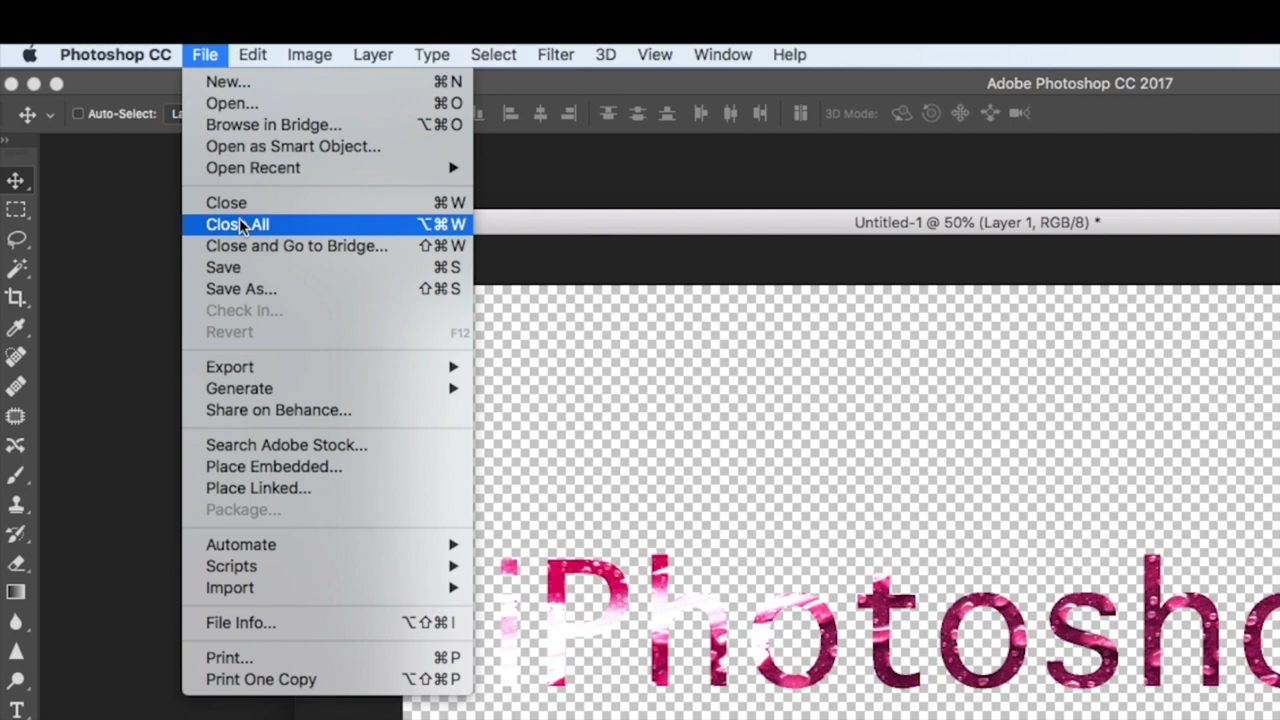 Photoshop CC File Edit Image Layer Type Select Filter 3D View Window Help
Adobe Photoshop CC 2017
Auto-Select: 3D Mode:
New... ⌘N
Open... ⌘O
Browse in Bridge... ⌥⌘O
Open as Smart Object...
Open Recent
Close ⌘W
Close All ⌥⌘W
Untitled-1 @ 50% (Layer 1, RGB/8) *
Close and Go to Bridge... ⇧⌘W
Save ⌘S
Save As... ⇧⌘S
Check In...
Revert F12
Export
Generate
Share on Behance...
Search Adobe Stock...
Place Embedded...
Place Linked...
Package...
Automate
Scripts
Import
File Info... ⌥⇧⌘I
Print... ⌘P
Print One Copy ⌥⇧⌘P
iPhotosho